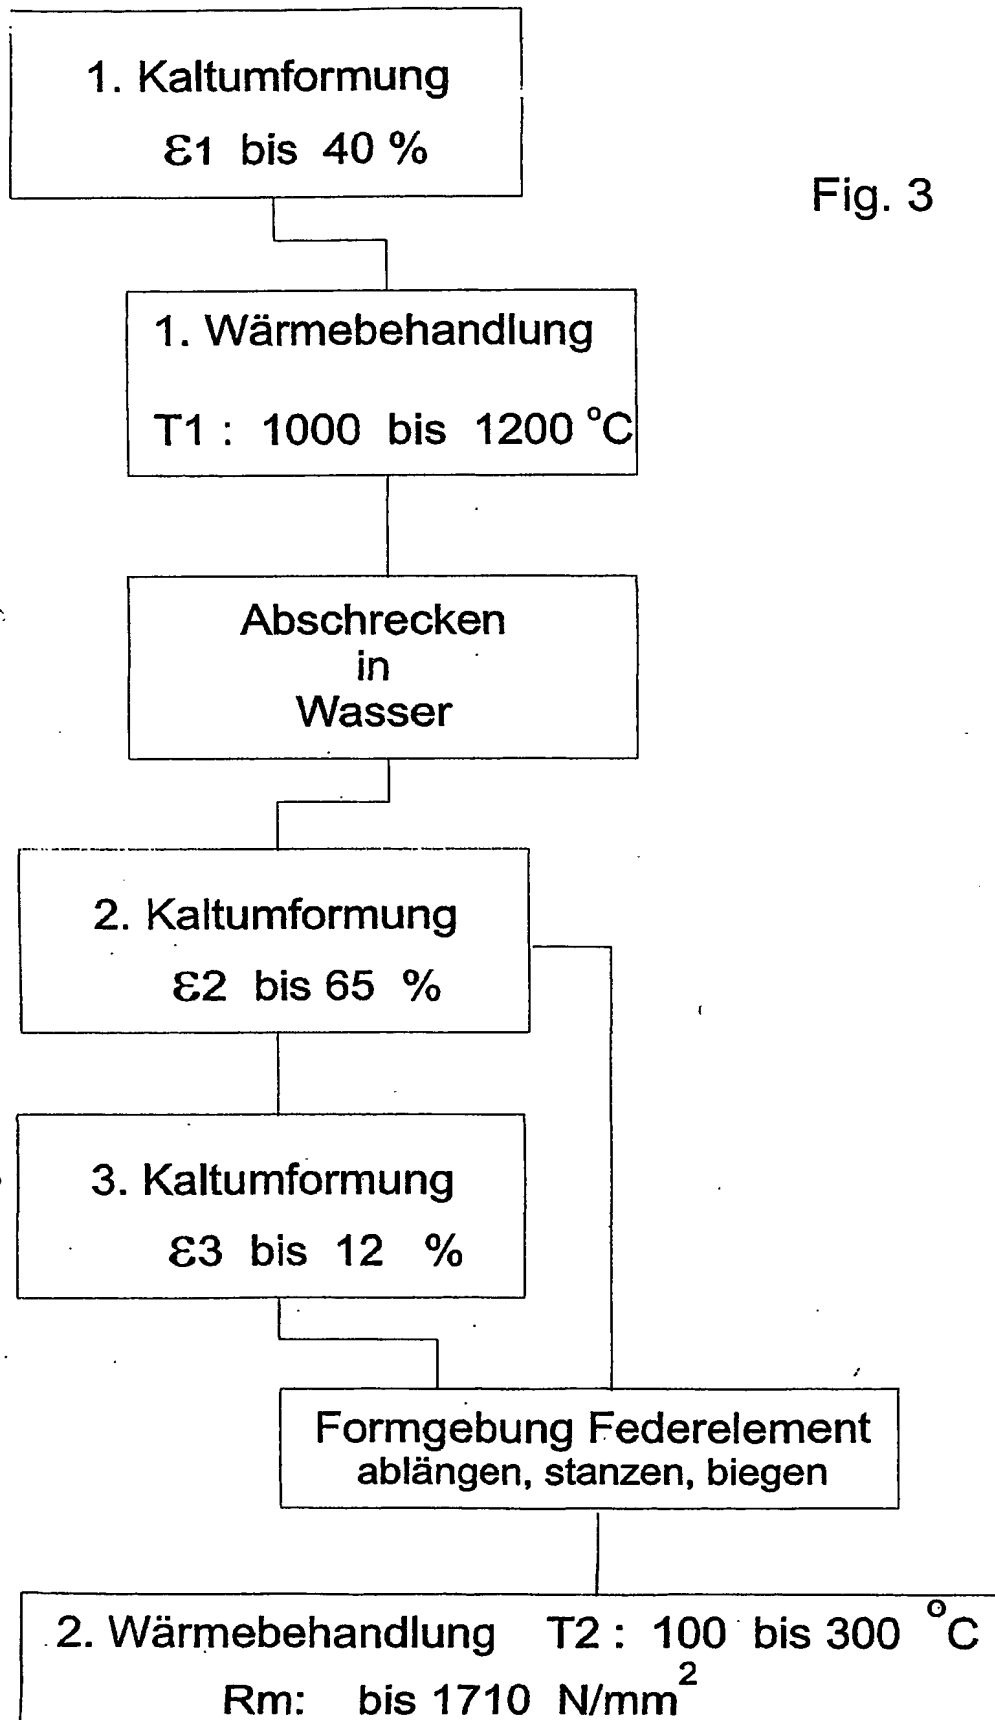 1. Kaltumformung
ε1 bis 40 %
Fig. 3
1. Wärmebehandlung
T1 : 1000 bis 1200 °C
Abschrecken
in
Wasser
2. Kaltumformung
ε2 bis 65 %
3. Kaltumformung
ε3 bis 12 %
Formgebung Federelement
ablängen, stanzen, biegen
2. Wärmebehandlung T2 : 100 bis 300 °C
Rm: bis 1710 N/mm²